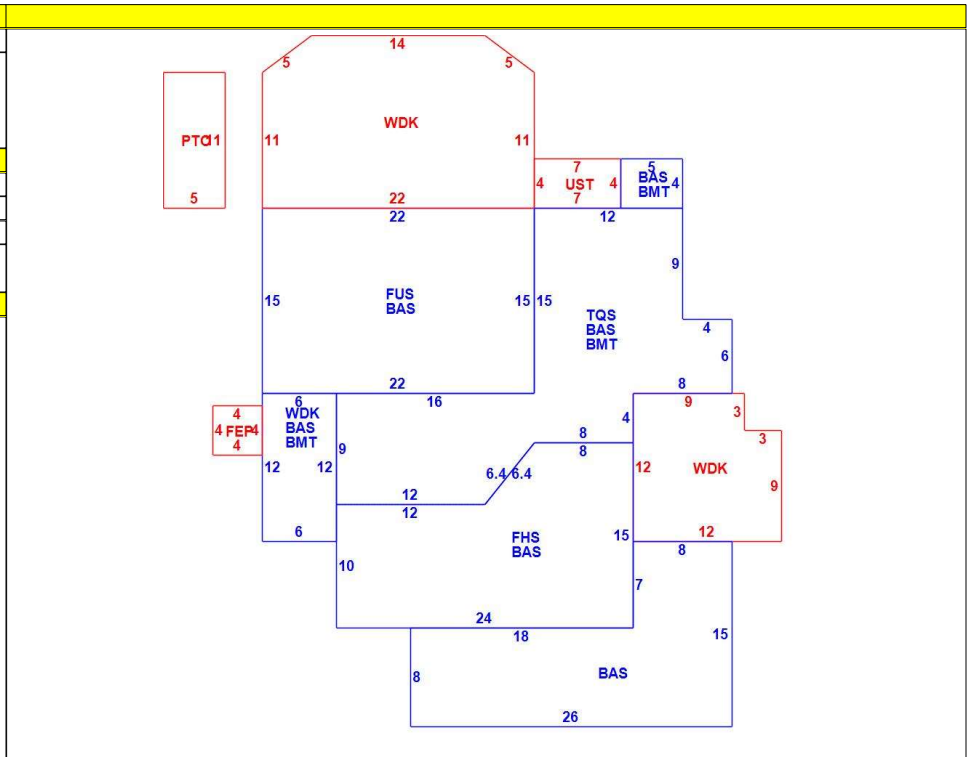 14
5 5
PTO 11 11 WDK 11
7 5
4 UST 4 BAS 4
BMT
5 22 7
22 12
9
15 FUS 15 15
BAS
TQS
BAS
BMT
4
6
22 8
6 16 9
4 WDK 4 3
BAS
BMT
4 FEP 4 9 8 3
4 8
12 12 6.4 6.4 12 WDK 9
12
12
6 FHS 15 12
BAS 8
10 7
24
18 15
8 BAS
26